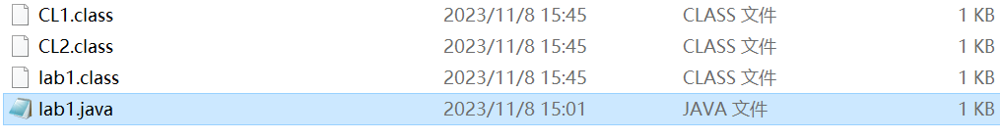 CL1.class 2023/11/8 15:45 CLASS 文件 1 KB
CL2.class 2023/11/8 15:45 CLASS 文件 1 KB
lab1.class 2023/11/8 15:45 CLASS 文件 1 KB
lab1.java 2023/11/8 15:01 JAVA 文件 1 KB